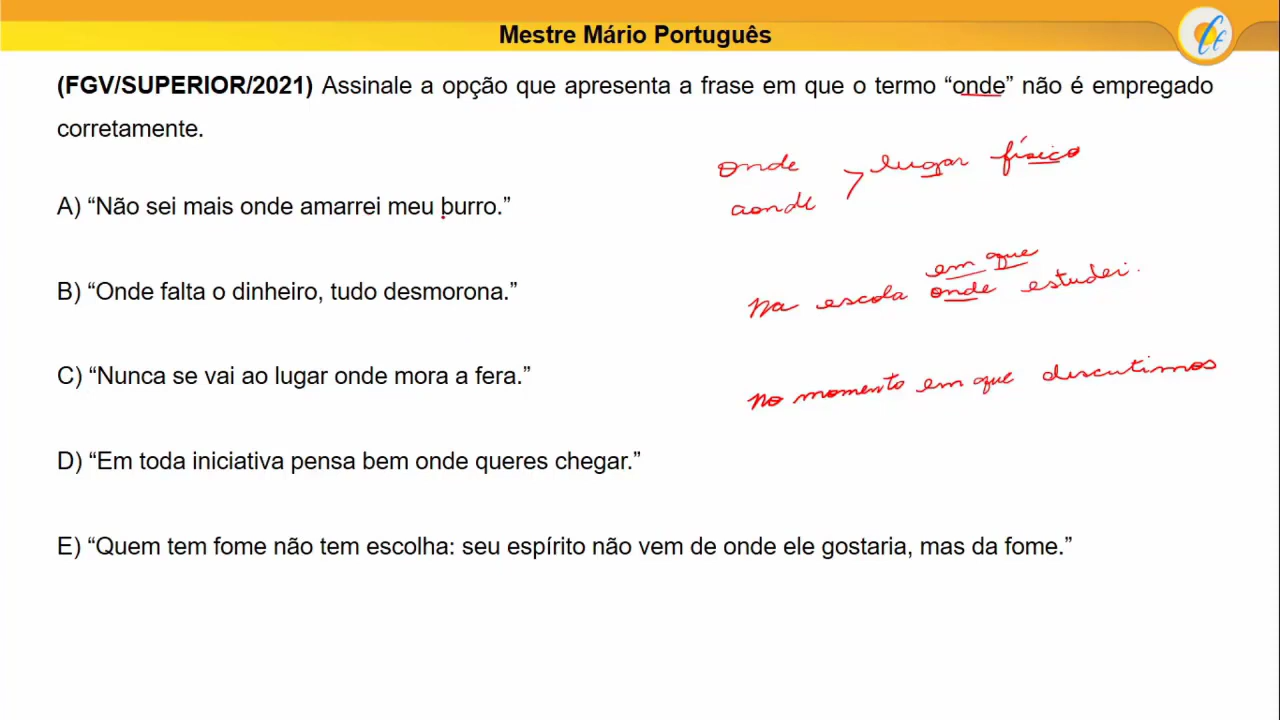 Mestre Mário Português
(FGV/SUPERIOR/2021) Assinale a opção que apresenta a frase em que o termo “onde” não é empregado
corretamente.
onde > lugar físico
aonde
A) “Não sei mais onde amarrei meu burro.”
em que
B) “Onde falta o dinheiro, tudo desmorona.”
Na escola onde estudei.
C) “Nunca se vai ao lugar onde mora a fera.”
No momento em que discutimos
D) “Em toda iniciativa pensa bem onde queres chegar.”
E) “Quem tem fome não tem escolha: seu espírito não vem de onde ele gostaria, mas da fome.”